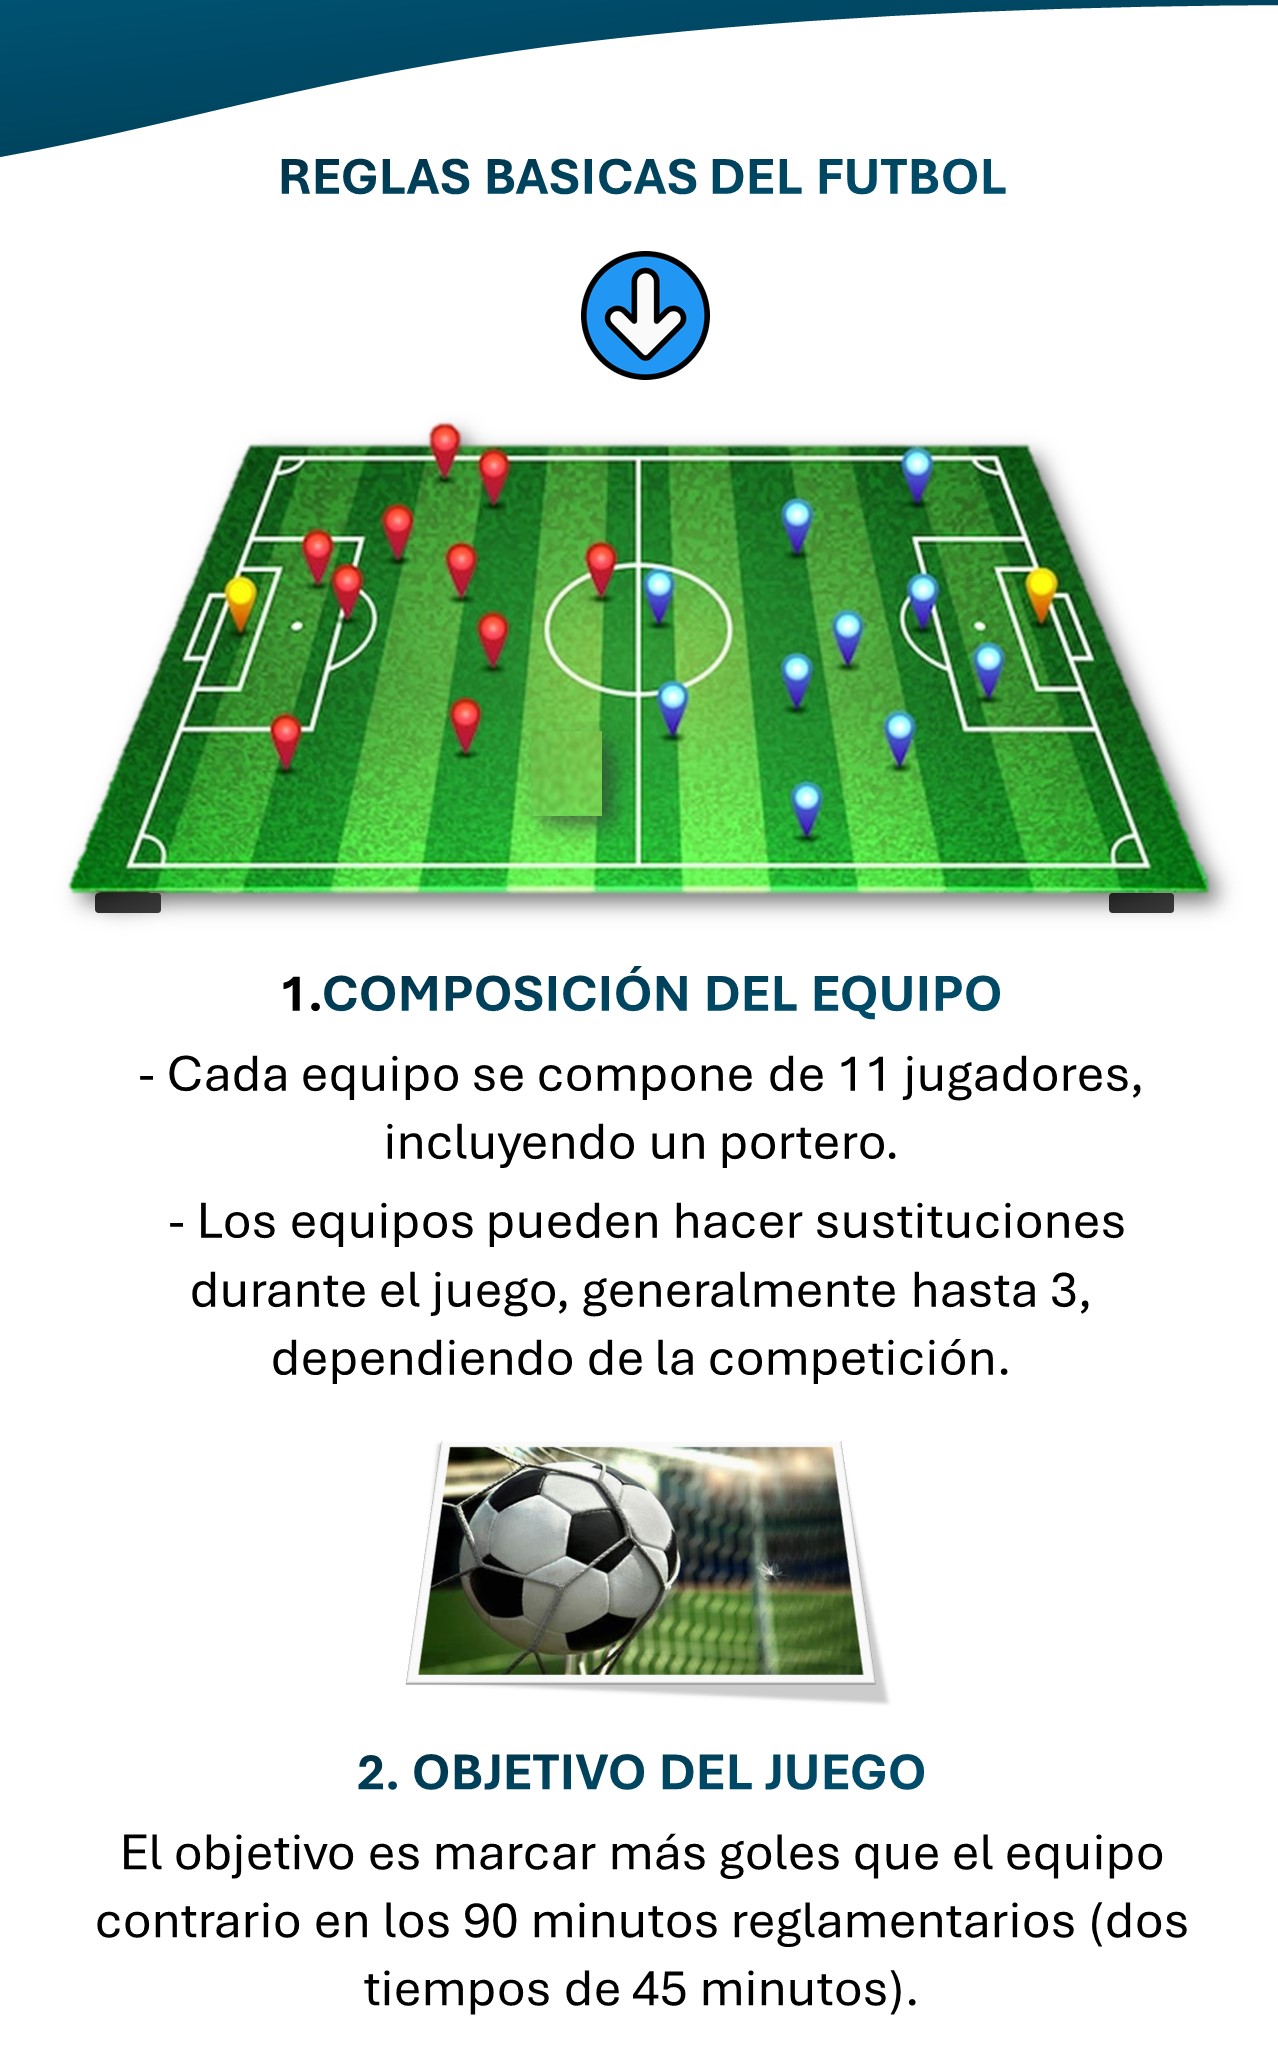 REGLAS BASICAS DEL FUTBOL
1.COMPOSICIÓN DEL EQUIPO
- Cada equipo se compone de 11 jugadores,
incluyendo un portero.
- Los equipos pueden hacer sustituciones
durante el juego, generalmente hasta 3,
dependiendo de la competición.
2. OBJETIVO DEL JUEGO
El objetivo es marcar más goles que el equipo
contrario en los 90 minutos reglamentarios (dos
tiempos de 45 minutos).